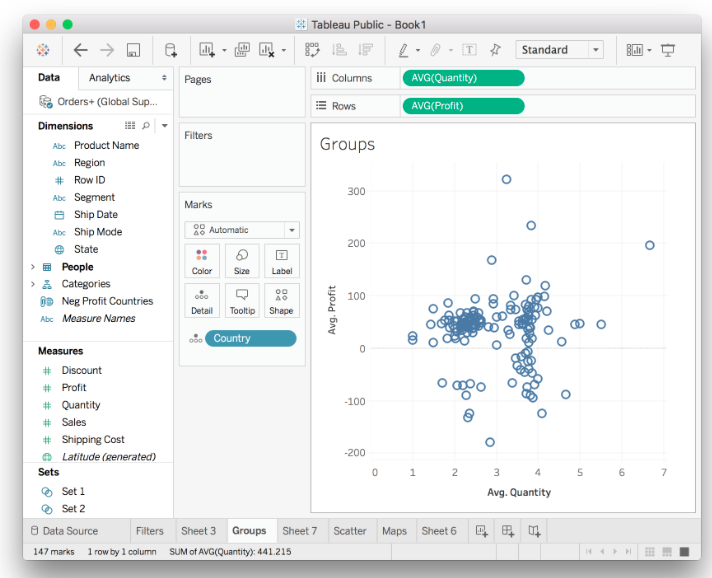 Tableau Public - Book1
Standard
Data Analytics
Orders+ (Global Sup...
Dimensions
Abc Product Name
Abc Region
# Row ID
Abc Segment
Ship Date
Abc Ship Mode
State
People
Categories
Neg Profit Countries
Abc Measure Names
Measures
# Discount
# Profit
# Quantity
# Sales
# Shipping Cost
Latitude (generated)
Sets
Set 1
Set 2
Pages
Filters
Marks
Automatic
Color Size Label
Detail Tooltip Shape
Country
Columns AVG(Quantity)
Rows AVG(Profit)
Groups
300
200
100
0
-100
-200
Avg. Profit
0 1 2 3 4 5 6 7
Avg. Quantity
Data Source Filters Sheet 3 Groups Sheet 7 Scatter Maps Sheet 6
147 marks 1 row by 1 column SUM of AVG(Quantity): 441.215